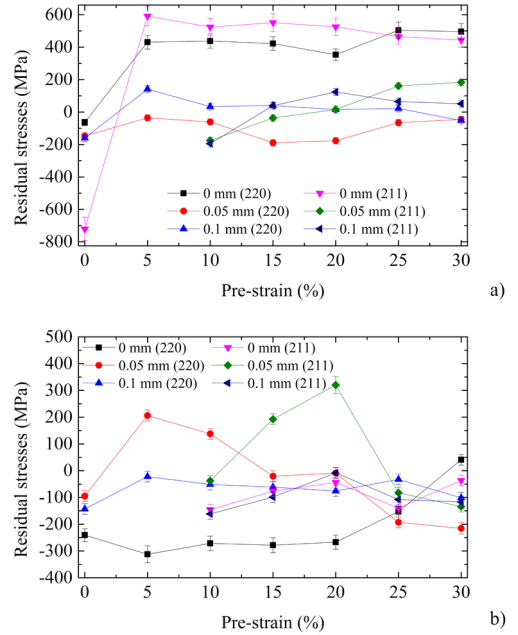 600
400
200
0
-200
-400
-600
-800
Residual stresses (MPa)
0 mm (220) 0 mm (211)
0.05 mm (220) 0.05 mm (211)
0.1 mm (220) 0.1 mm (211)
0 5 10 15 20 25 30
Pre-strain (%)
a)
500
400
300
200
100
0
-100
-200
-300
-400
Residual stresses (MPa)
0 mm (220) 0 mm (211)
0.05 mm (220) 0.05 mm (211)
0.1 mm (220) 0.1 mm (211)
0 5 10 15 20 25 30
Pre-strain (%)
b)